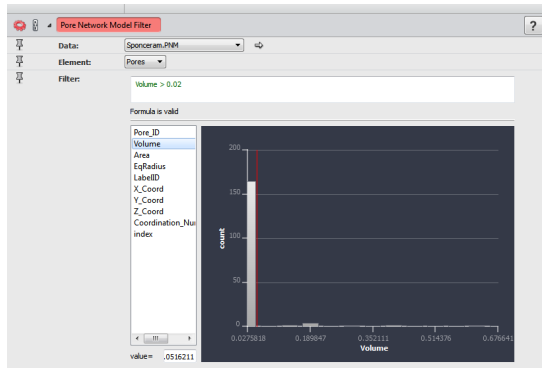 Pore Network Model Filter
?
Data: Sponceram.PNM
Element: Pores
Filter:
Volume > 0.02
Formula is valid
Pore_ID
Volume
Area
EqRadius
LabelID
X_Coord
Y_Coord
Z_Coord
Coordination_Nu
index
200
150
100
50
0
count
0.0275818 0.189847 0.352111 0.514376 0.676641
Volume
value= .0516211